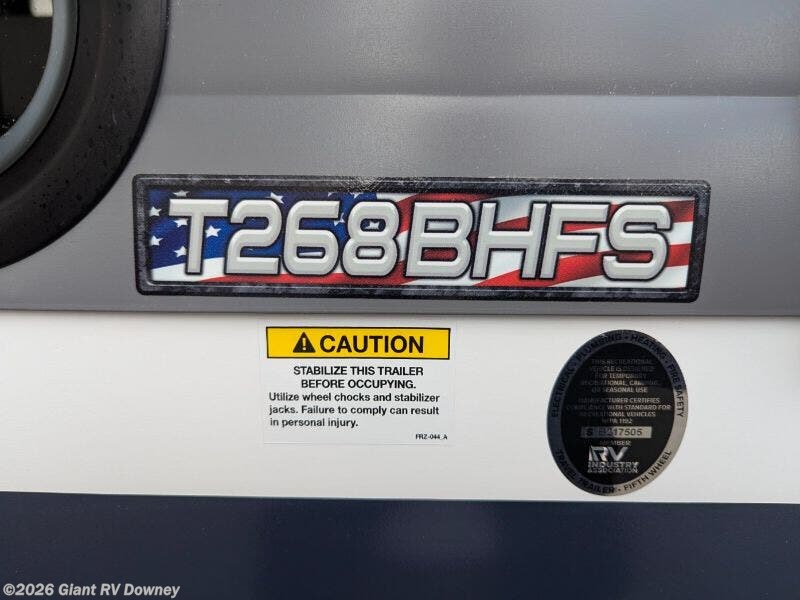 T268BHFS
CAUTION
STABILIZE THIS TRAILER
BEFORE OCCUPYING.
Utilize wheel chocks and stabilizer
jacks. Failure to comply can result
in personal injury.
FRZ-044_A
ELECTRICAL - PLUMBING - HEATING - FIRE SAFETY
THIS RECREATIONAL
VEHICLE IS DESIGNED
FOR TEMPORARY
RECREATIONAL, CAMPING,
OR SEASONAL USE
MANUFACTURER CERTIFIES
COMPLIANCE WITH STANDARD FOR
RECREATIONAL VEHICLES
NFPA 1192
MEMBER
RV
INDUSTRY
ASSOCIATION
TRAVEL TRAILER - FIFTH WHEEL
©2026 Giant RV Downey